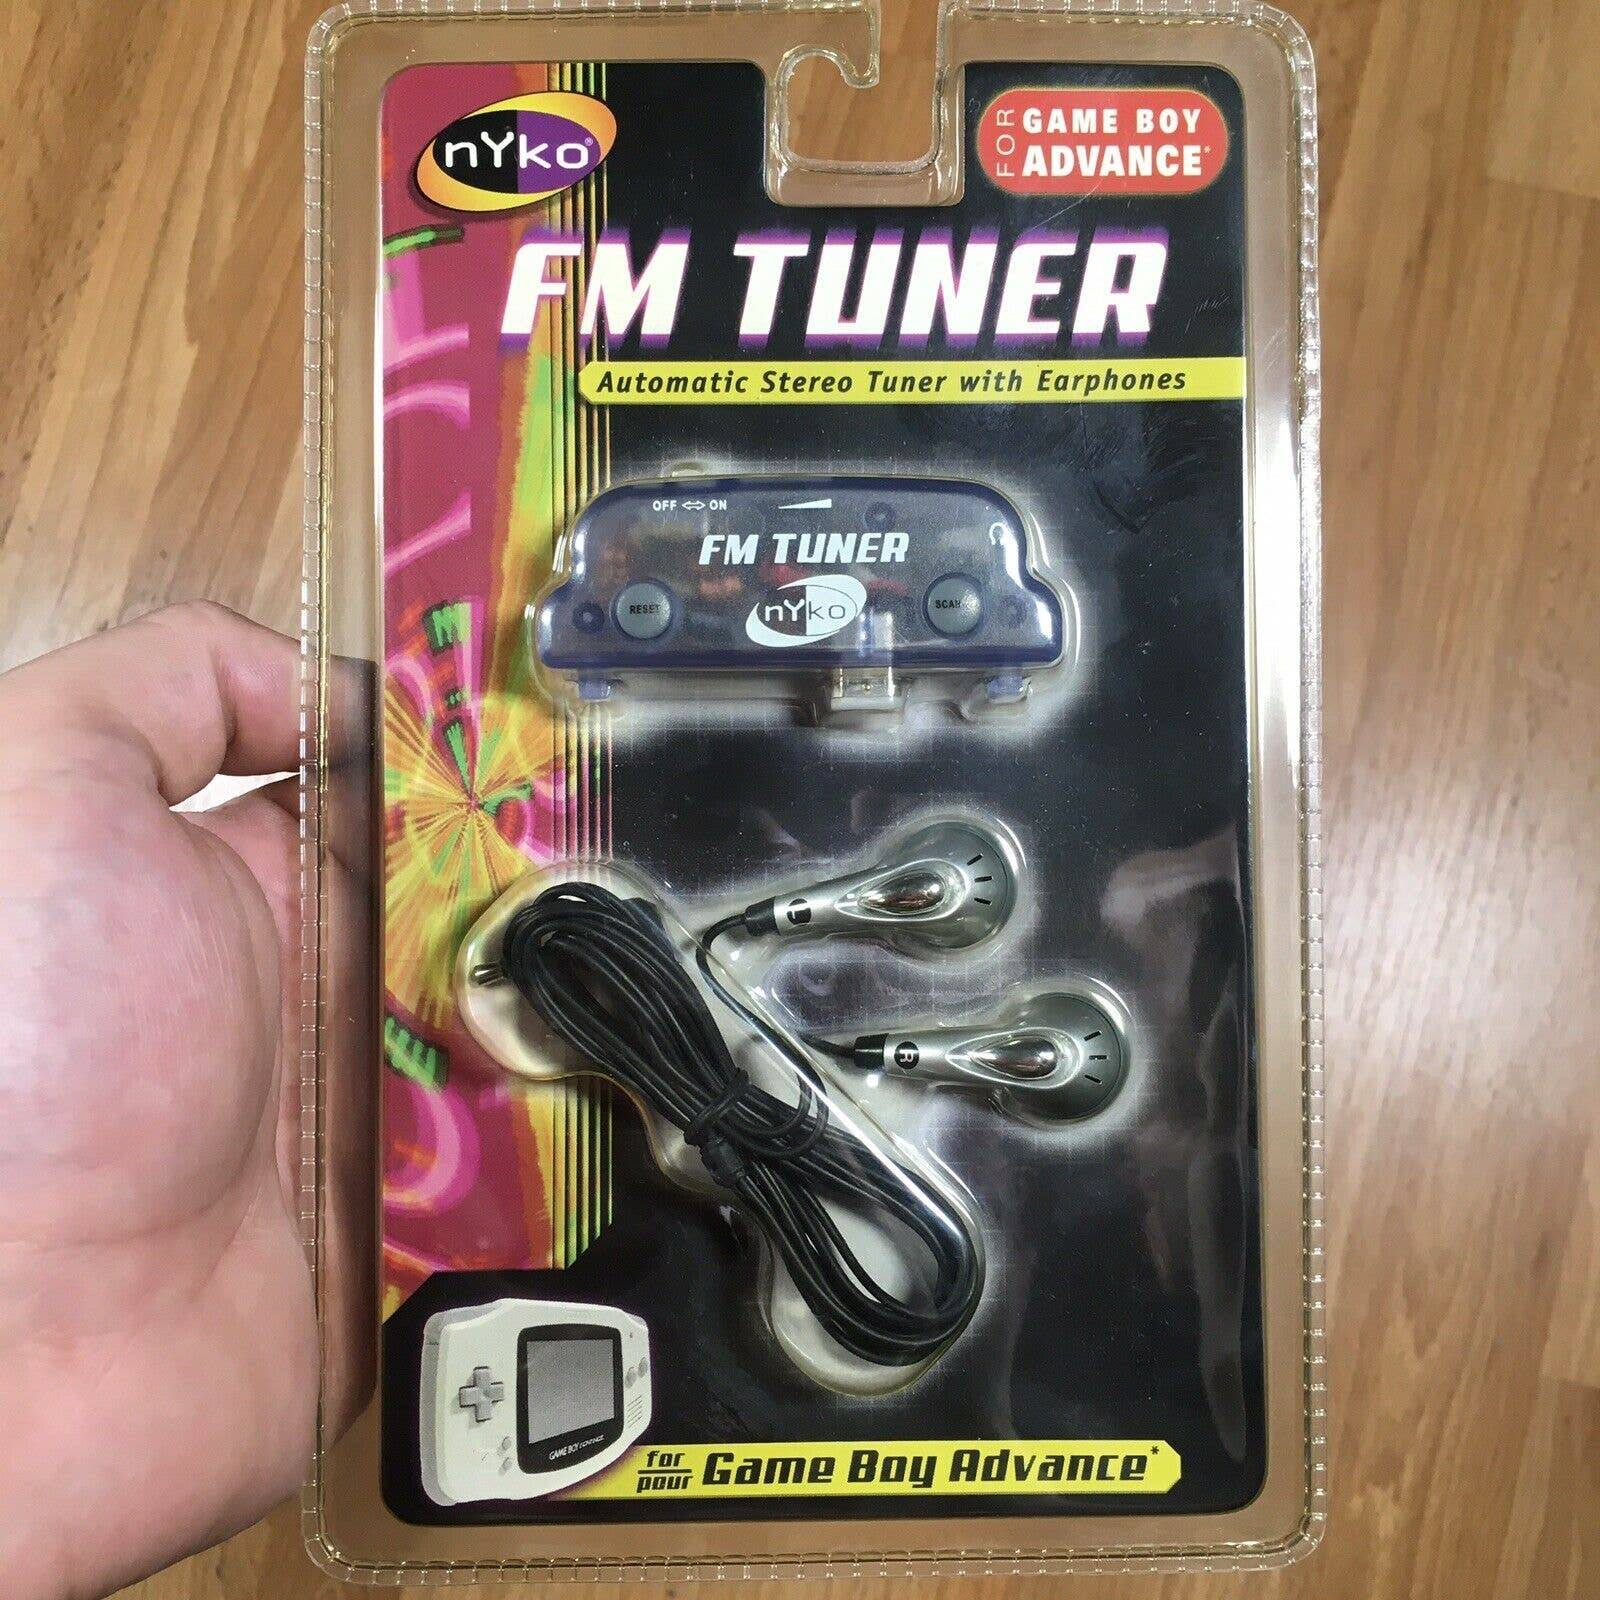 nYko®
FOR GAME BOY
ADVANCE*
FM TUNER
Automatic Stereo Tuner with Earphones
OFF ⇔ ON
FM TUNER
RESET
nYko
SCAN
L
R
GAME BOY ADVANCE
for
pour
Game Boy Advance*